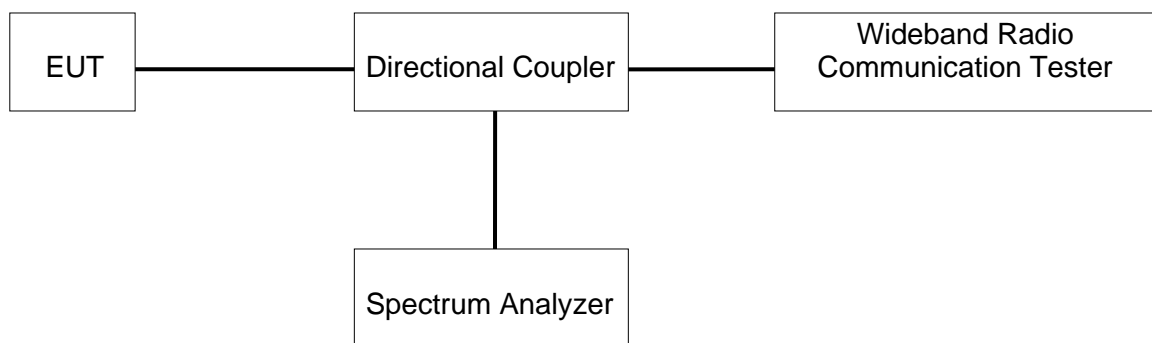 EUT
Directional Coupler
Wideband Radio
Communication Tester
Spectrum Analyzer